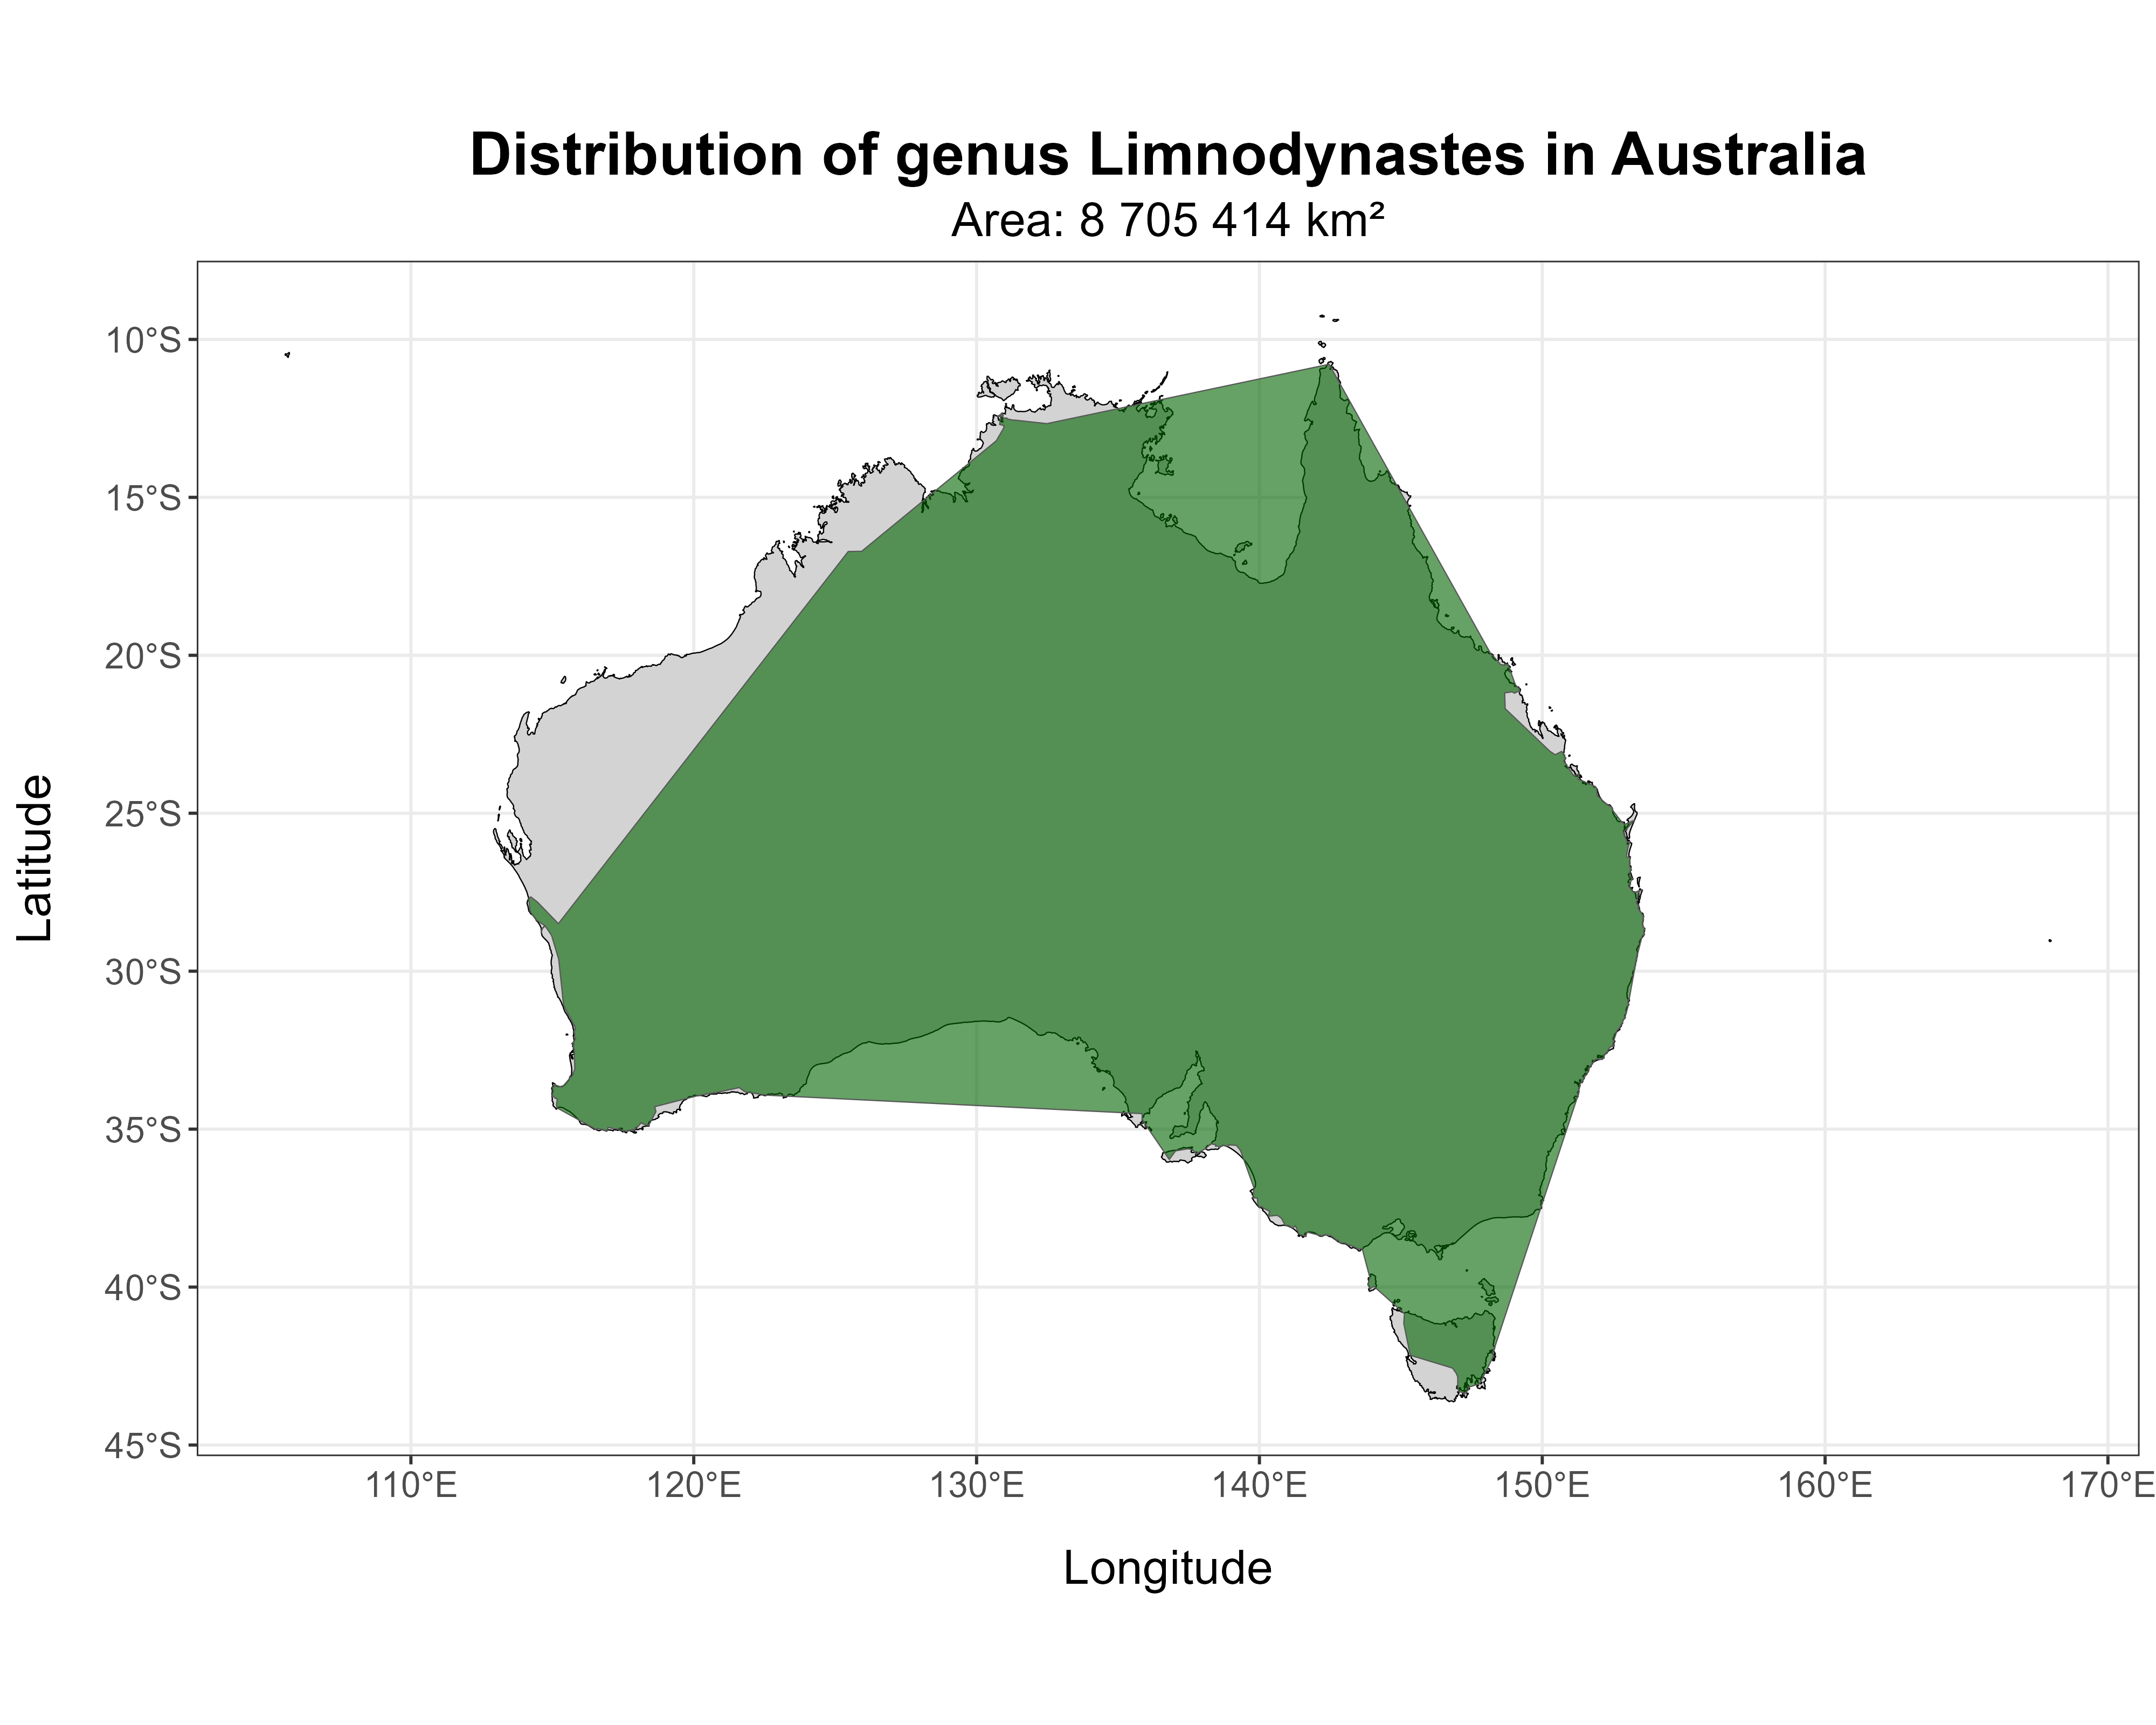 Distribution of genus Limnodynastes in Australia
Area: 8 705 414 km²
10°S
15°S
20°S
25°S
30°S
35°S
40°S
45°S
Latitude
110°E
120°E
130°E
140°E
150°E
160°E
170°E
Longitude